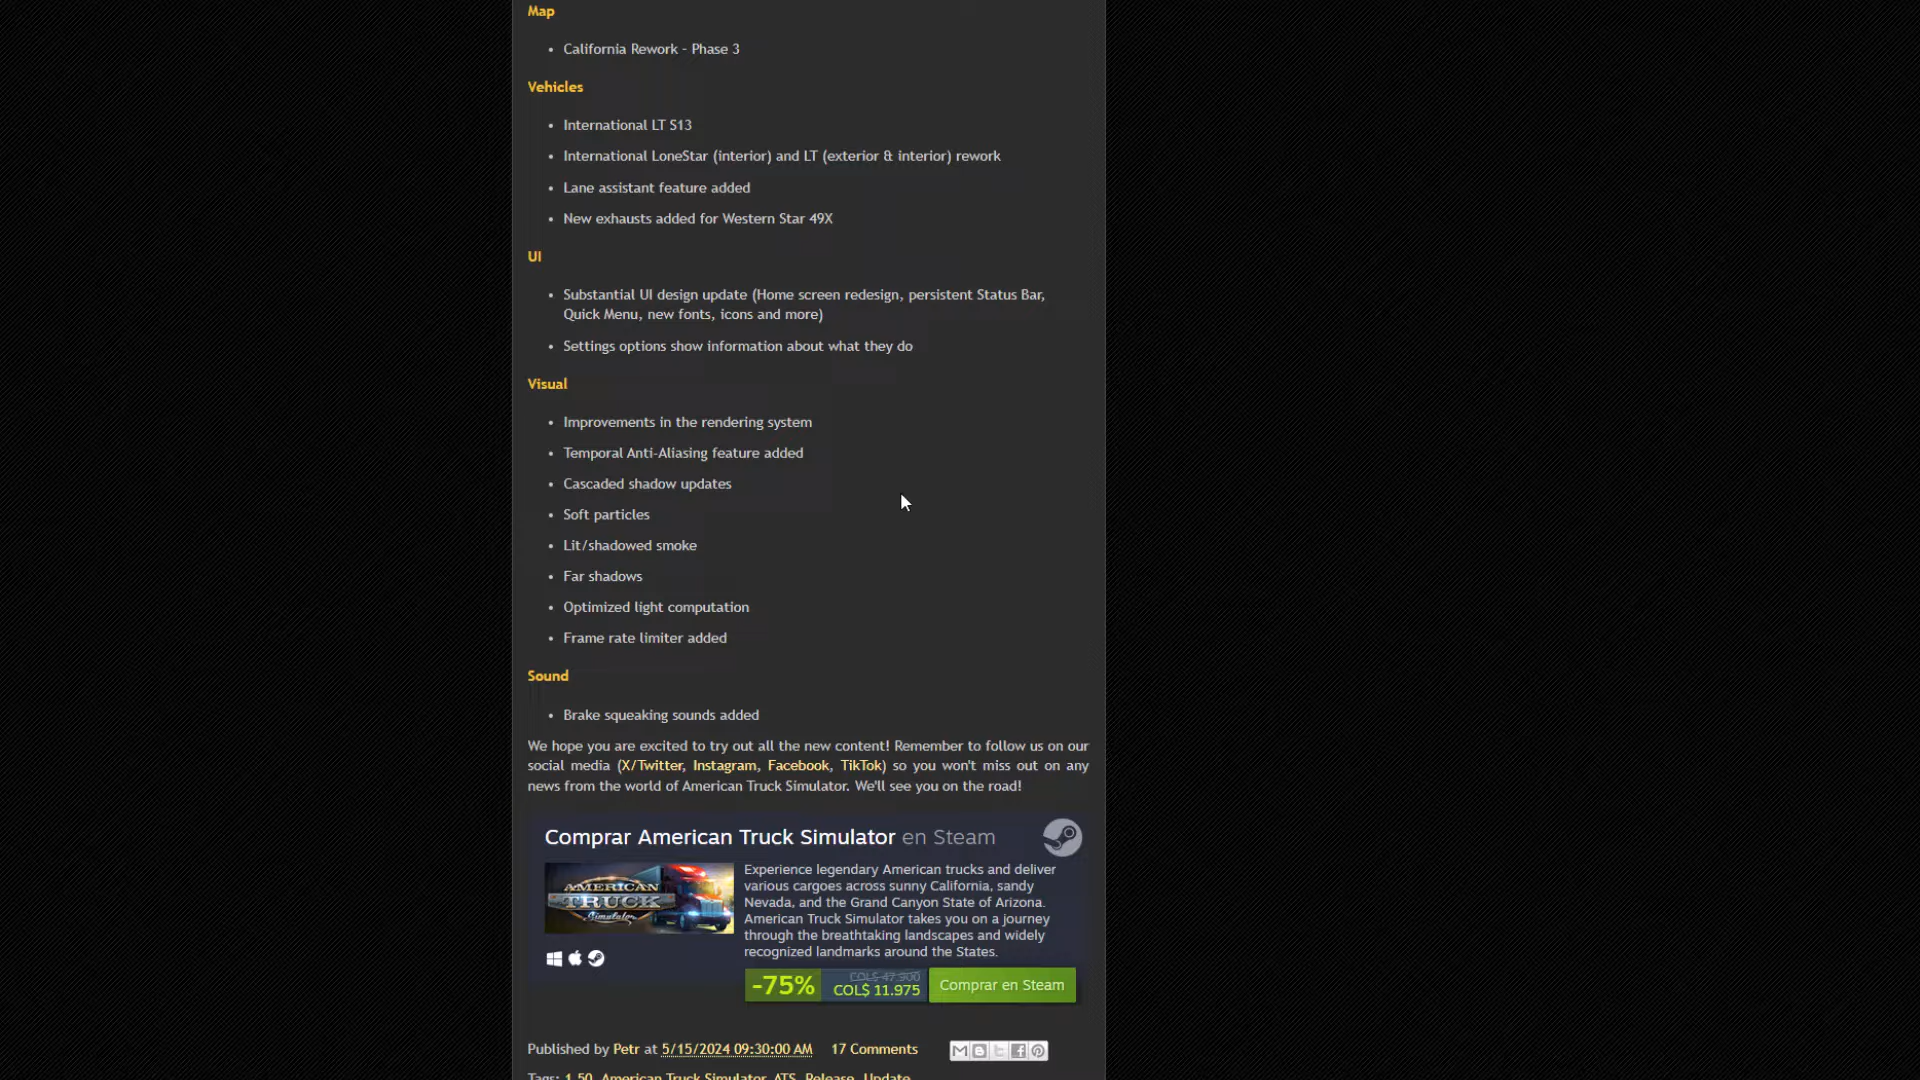 Map
• California Rework - Phase 3
Vehicles
• International LT S13
• International LoneStar (interior) and LT (exterior & interior) rework
• Lane assistant feature added
• New exhausts added for Western Star 49X
UI
• Substantial UI design update (Home screen redesign, persistent Status Bar,
Quick Menu, new fonts, icons and more)
• Settings options show information about what they do
Visual
• Improvements in the rendering system
• Temporal Anti-Aliasing feature added
• Cascaded shadow updates
• Soft particles
• Lit/shadowed smoke
• Far shadows
• Optimized light computation
• Frame rate limiter added
Sound
• Brake squeaking sounds added
We hope you are excited to try out all the new content! Remember to follow us on our
social media (X/Twitter, Instagram, Facebook, TikTok) so you won't miss out on any
news from the world of American Truck Simulator. We'll see you on the road!
Comprar American Truck Simulator en Steam
AMERICAN
TRUCK
Simulator
Experience legendary American trucks and deliver
various cargoes across sunny California, sandy
Nevada, and the Grand Canyon State of Arizona.
American Truck Simulator takes you on a journey
through the breathtaking landscapes and widely
recognized landmarks around the States.
-75%
COL$ 47.900
COL$ 11.975
Comprar en Steam
Published by Petr at 5/15/2024 09:30:00 AM 17 Comments
Tags: 1.50, American Truck Simulator, ATS, Release, Update